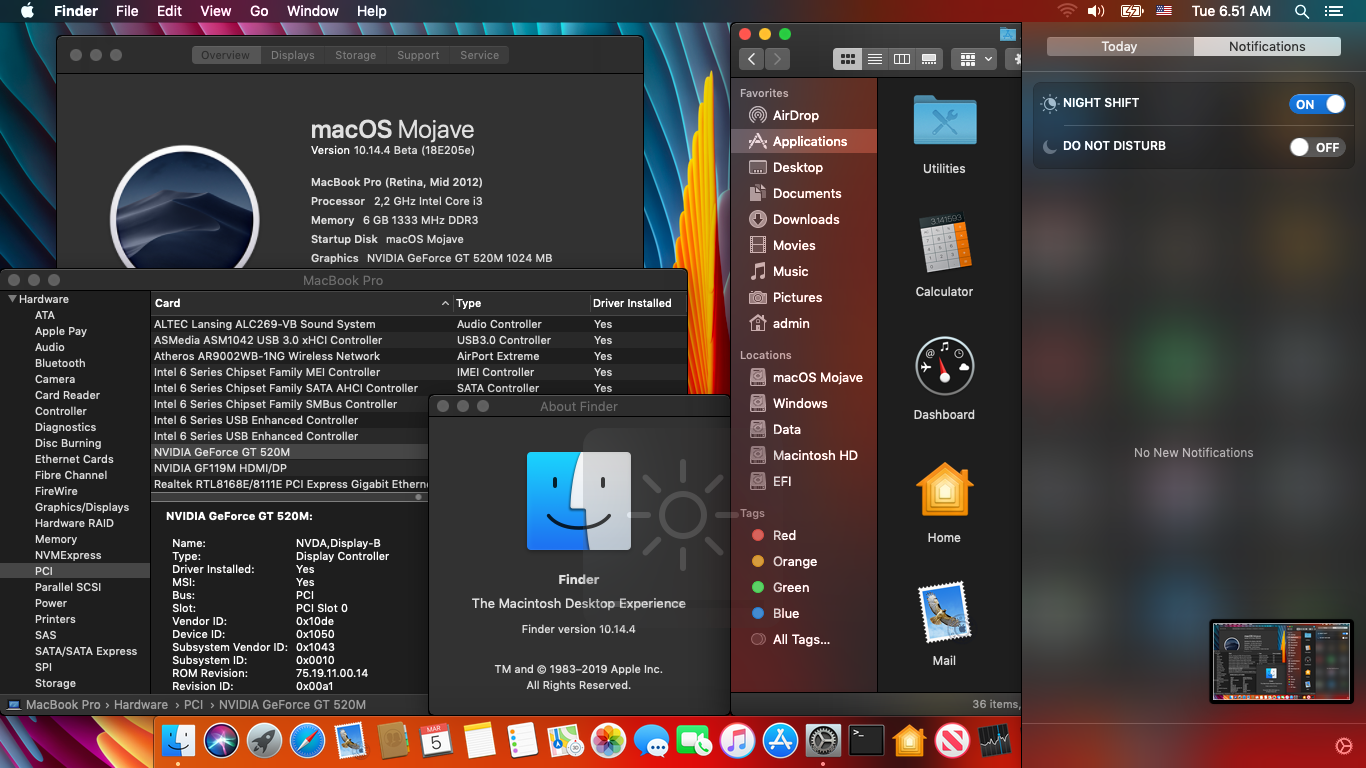 Finder File Edit View Go Window Help
Tue 6.51 AM
Overview Displays Storage Support Service
macOS Mojave
Version 10.14.4 Beta (18E205e)
MacBook Pro (Retina, Mid 2012)
Processor 2,2 GHz Intel Core i3
Memory 6 GB 1333 MHz DDR3
Startup Disk macOS Mojave
Graphics NVIDIA GeForce GT 520M 1024 MB
MacBook Pro
Hardware
ATA
Apple Pay
Audio
Bluetooth
Camera
Card Reader
Controller
Diagnostics
Disc Burning
Ethernet Cards
Fibre Channel
FireWire
Graphics/Displays
Hardware RAID
Memory
NVMExpress
PCI
Parallel SCSI
Power
Printers
SAS
SATA/SATA Express
SPI
Storage
Card Type Driver Installed
ALTEC Lansing ALC269-VB Sound System Audio Controller Yes
ASMedia ASM1042 USB 3.0 xHCI Controller USB3.0 Controller Yes
Atheros AR9002WB-1NG Wireless Network AirPort Extreme Yes
Intel 6 Series Chipset Family MEI Controller IMEI Controller Yes
Intel 6 Series Chipset Family SATA AHCI Controller SATA Controller Yes
Intel 6 Series Chipset Family SMBus Controller
Intel 6 Series USB Enhanced Controller
Intel 6 Series USB Enhanced Controller
NVIDIA GeForce GT 520M
NVIDIA GF119M HDMI/DP
Realtek RTL8168E/8111E PCI Express Gigabit Etherne
NVIDIA GeForce GT 520M:
Name: NVDA,Display-B
Type: Display Controller
Driver Installed: Yes
MSI: Yes
Bus: PCI
Slot: PCI Slot 0
Vendor ID: 0x10de
Device ID: 0x1050
Subsystem Vendor ID: 0x1043
Subsystem ID: 0x0010
ROM Revision: 75.19.11.00.14
Revision ID: 0x00a1
MacBook Pro › Hardware › PCI › NVIDIA GeForce GT 520M
About Finder
Finder
The Macintosh Desktop Experience
Finder version 10.14.4
TM and © 1983–2019 Apple Inc.
All Rights Reserved.
Favorites
AirDrop
Applications
Desktop
Documents
Downloads
Movies
Music
Pictures
admin
Locations
macOS Mojave
Windows
Data
Macintosh HD
EFI
Tags
Red
Orange
Green
Blue
All Tags...
Utilities
3.141593
Calculator
Dashboard
Home
Mail
36 items,
Today Notifications
NIGHT SHIFT ON
DO NOT DISTURB OFF
No New Notifications
MAR
5